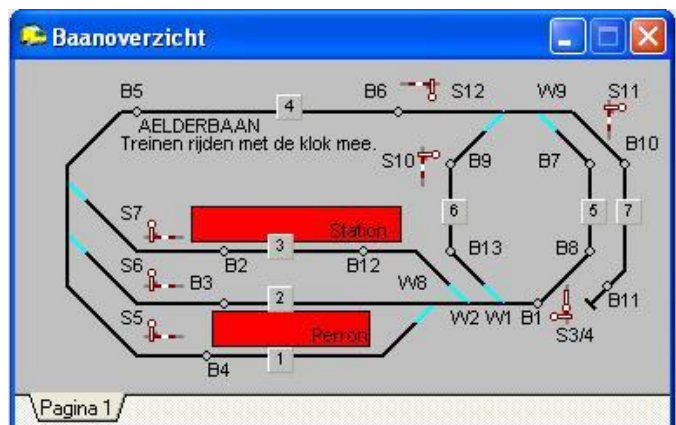 Baanoverzicht
B5 B6 S12 W9 S11
4
AELDERBAAN
Treinen rijden met de klok mee.
B10
S10 B9 B7
S7 6 5 7
Station
3
B2 B12 B13 B8
S6 B3 W8
2
B11
S5 W2 W1 B1
Perron S3/4
B4 1
Pagina 1